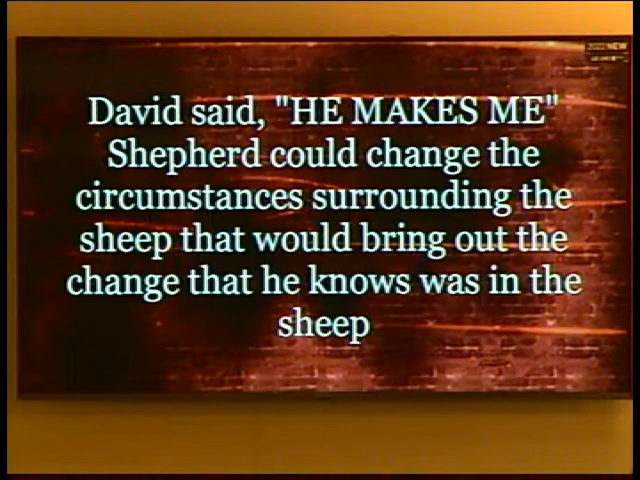 David said, "HE MAKES ME"
Shepherd could change the
circumstances surrounding the
sheep that would bring out the
change that he knows was in the
sheep